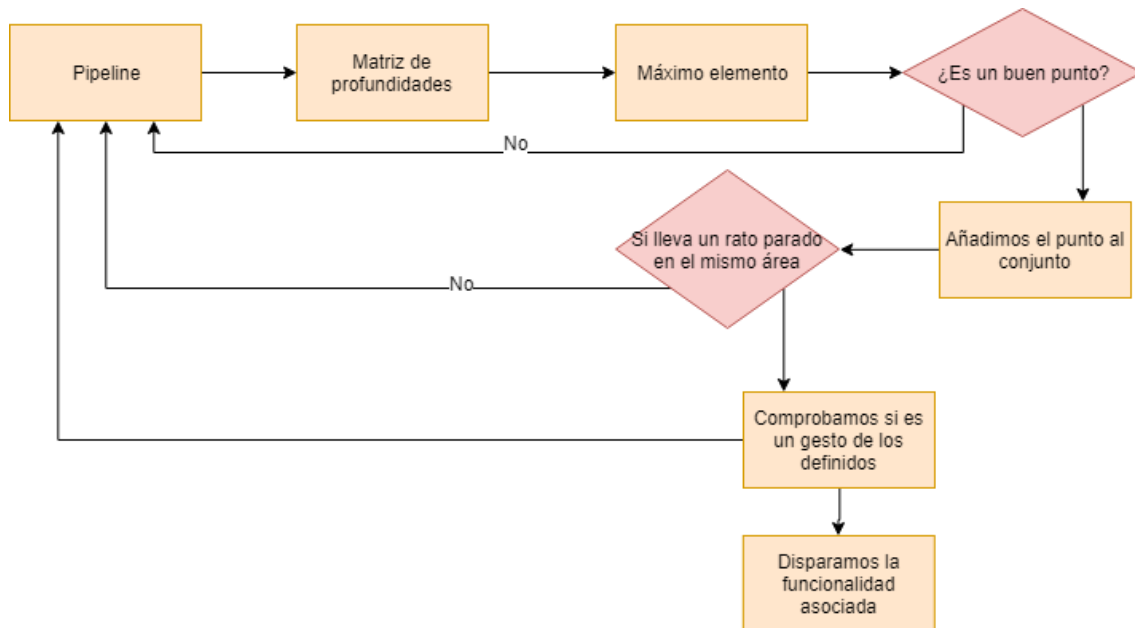 Pipeline
Matriz de
profundidades
Máximo elemento
¿Es un buen punto?
No
Si lleva un rato parado
en el mismo área
Añadimos el punto al
conjunto
No
Comprobamos si es
un gesto de los
definidos
Disparamos la
funcionalidad
asociada